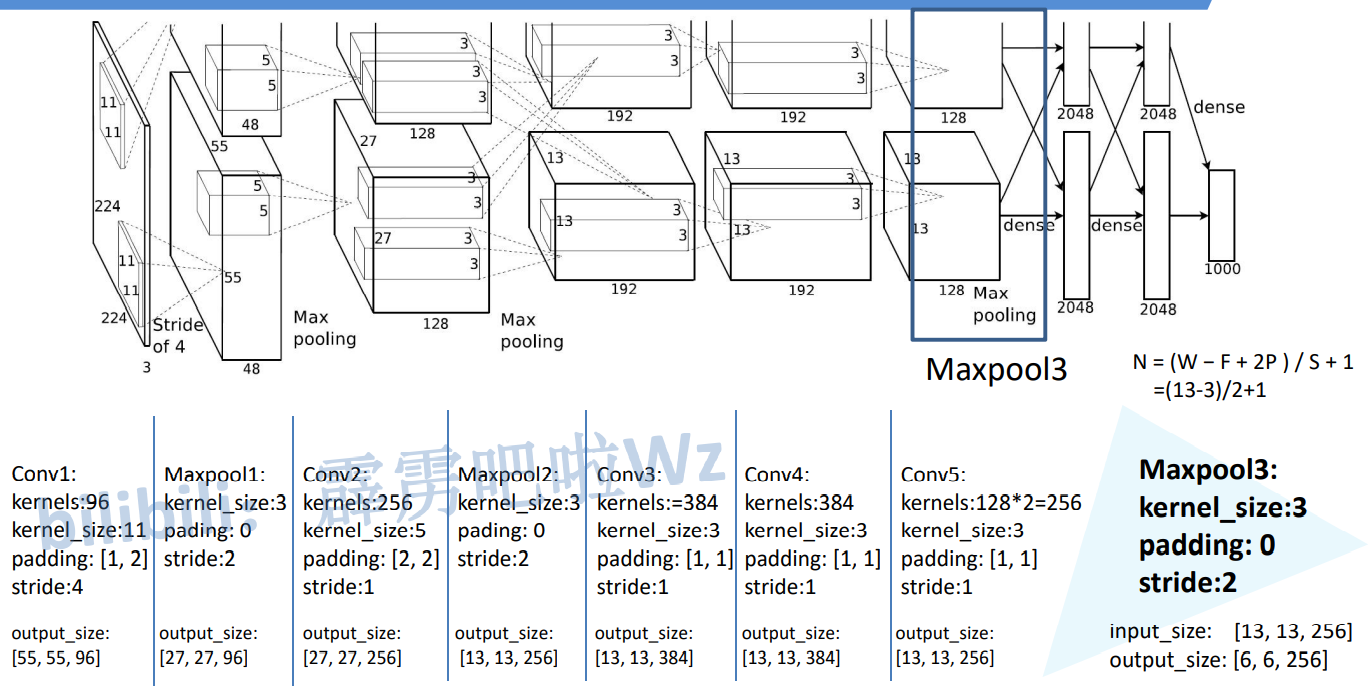 11
11
224
11
11
224
3
Stride
of 4
5
5
48
55
5
5
55
48
Max
pooling
3
3
3
128
27
3
3
27
3
3
128
Max
pooling
3
3
192
13
13
3
3
192
3
3
192
13
3
3
13
192
128
13
13
128
Max
pooling
dense
2048
2048
dense
2048
2048
dense
1000
Maxpool3
N = (W − F + 2P ) / S + 1
=(13-3)/2+1
bilibili: 霹雳吧啦Wz
Conv1:
kernels:96
kernel_size:11
padding: [1, 2]
stride:4
output_size:
[55, 55, 96]
Maxpool1:
kernel_size:3
pading: 0
stride:2
output_size:
[27, 27, 96]
Conv2:
kernels:256
kernel_size:5
padding: [2, 2]
stride:1
output_size:
[27, 27, 256]
Maxpool2:
kernel_size:3
pading: 0
stride:2
output_size:
[13, 13, 256]
Conv3:
kernels:=384
kernel_size:3
padding: [1, 1]
stride:1
output_size:
[13, 13, 384]
Conv4:
kernels:384
kernel_size:3
padding: [1, 1]
stride:1
output_size:
[13, 13, 384]
Conv5:
kernels:128*2=256
kernel_size:3
padding: [1, 1]
stride:1
output_size:
[13, 13, 256]
Maxpool3:
kernel_size:3
padding: 0
stride:2
input_size: [13, 13, 256]
output_size: [6, 6, 256]